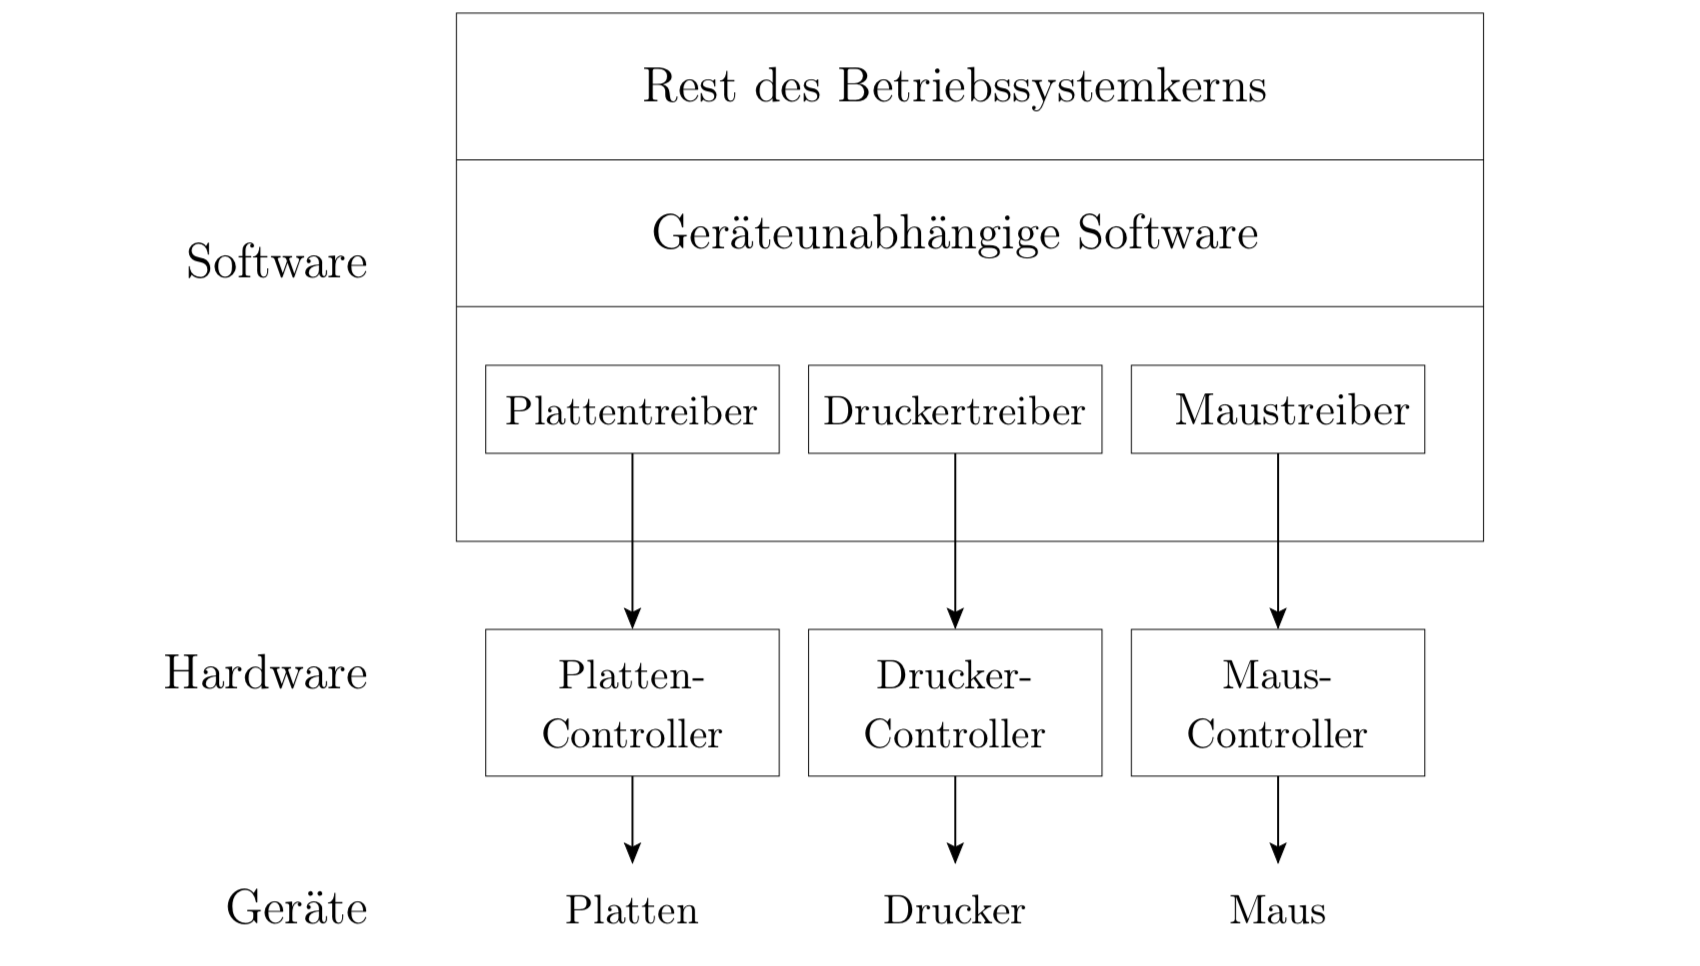 Rest des Betriebssystemkerns
Geräteunabhängige Software
Software
Plattentreiber
Druckertreiber
Maustreiber
Hardware
Platten-
Controller
Drucker-
Controller
Maus-
Controller
Geräte
Platten
Drucker
Maus